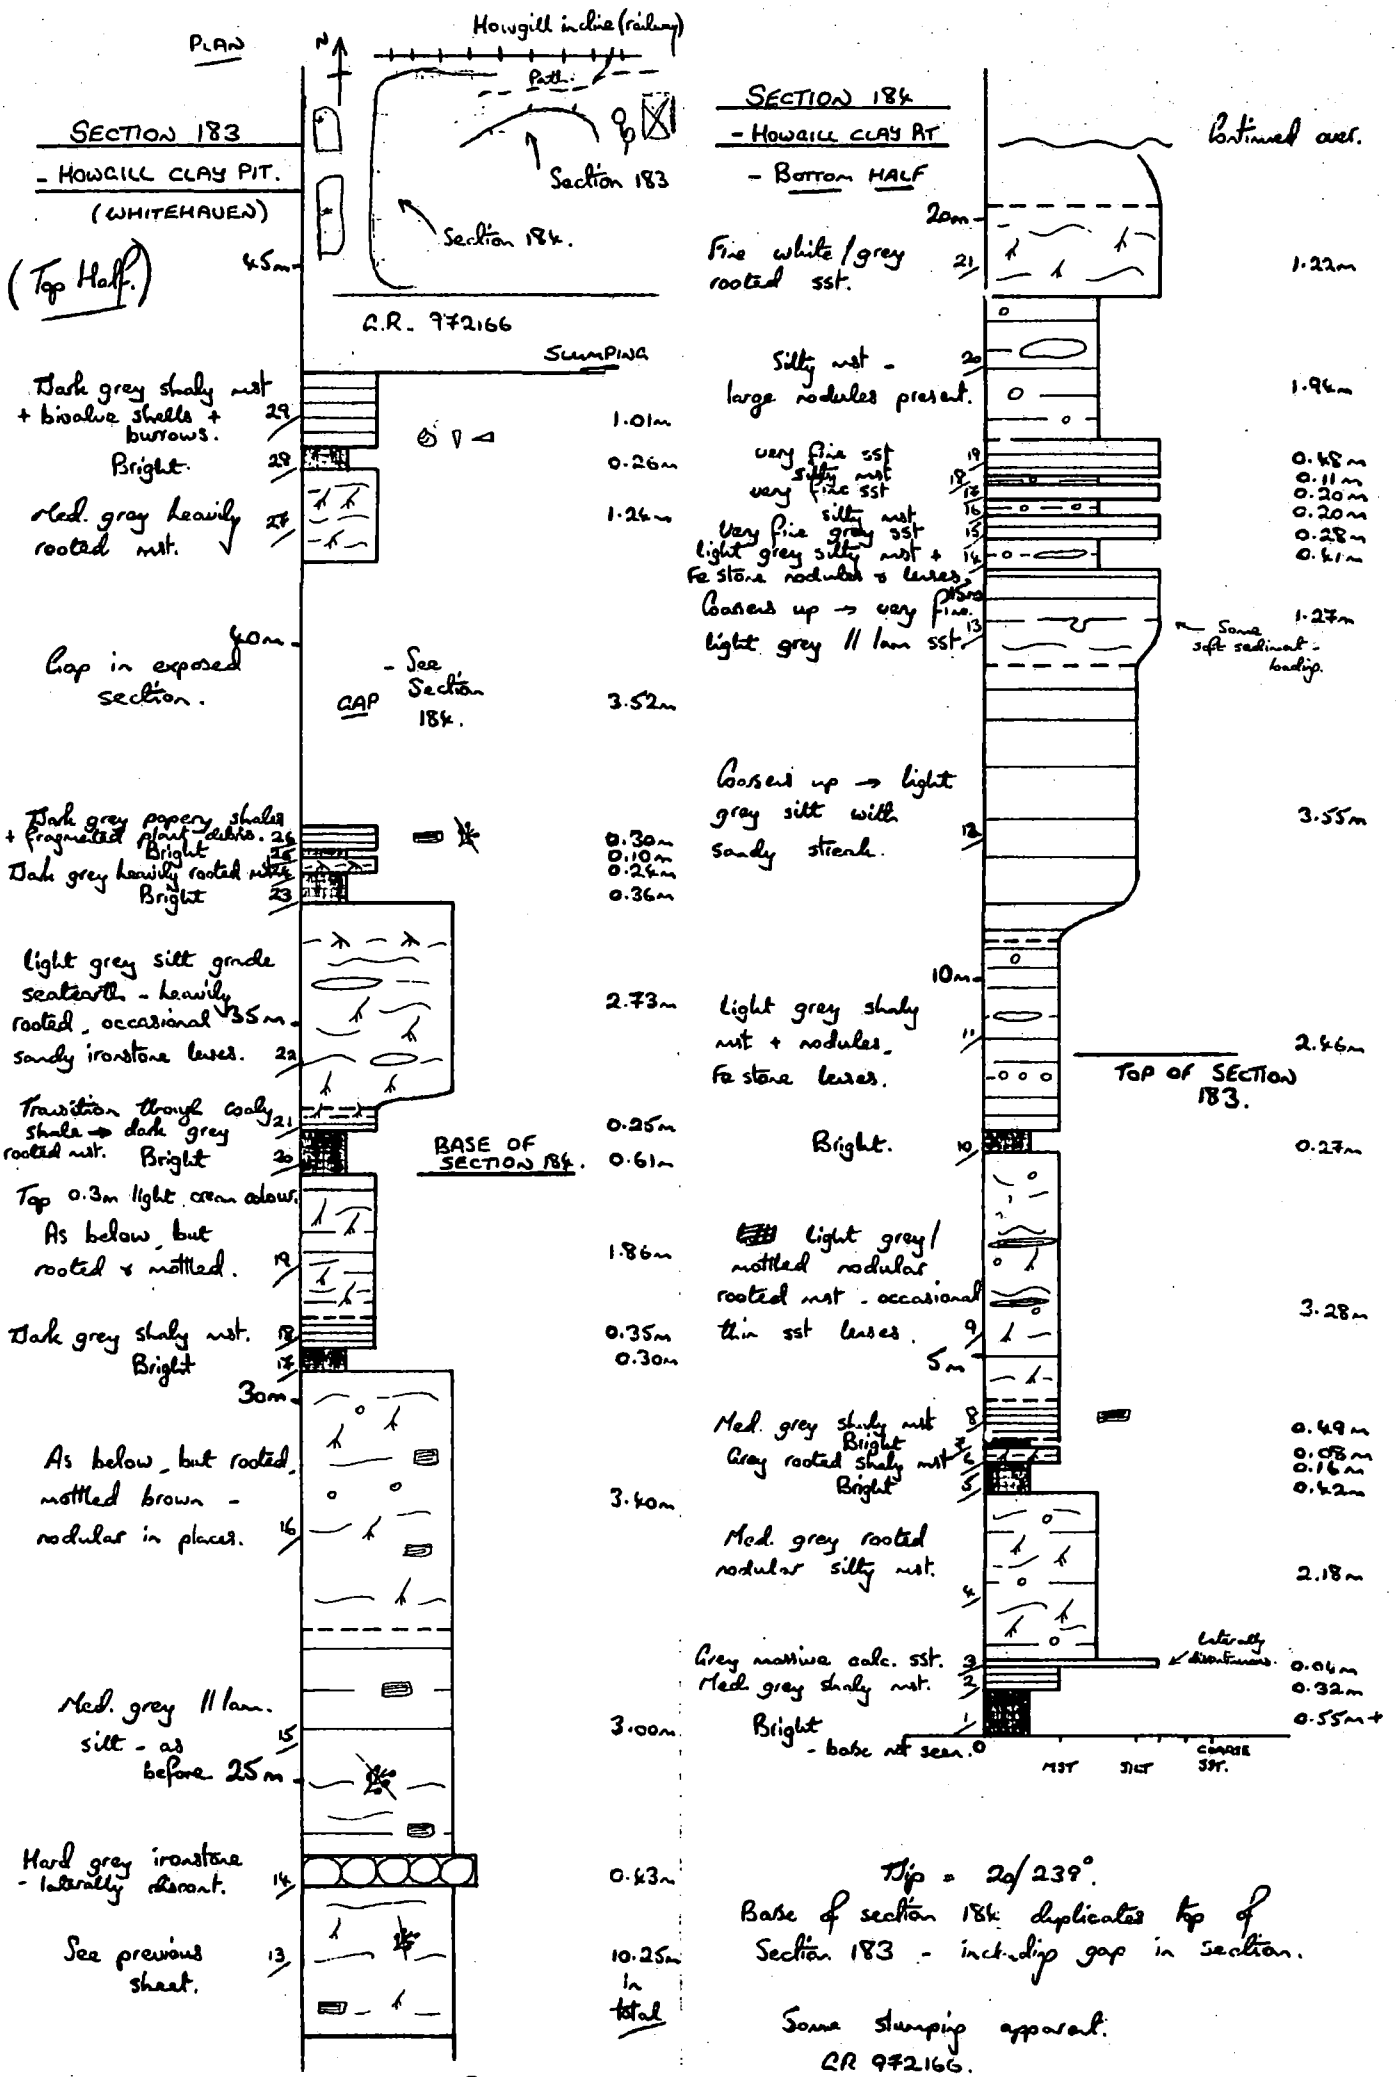 PLAN
N
Howgill incline (railway)
Path.
Section 183
Section 184.
G.R. 972166
SECTION 183
- HOWGILL CLAY PIT.
(WHITEHAVEN)
(Top Half.)
45m
SLUMPING
Dark grey shaly mst
+ bivalve shells +
burrows.
29
1.01m
Bright.
28
0.26m
Med. grey heavily
rooted mst.
27
1.24m
40m
Gap in exposed
section.
GAP
- See
Section
184.
3.52m
Dark grey papery shales
+ fragmented plant debris. 26
0.30m
Bright
25
0.10m
Dark grey heavily rooted mst
24
0.24m
Bright
23
0.36m
Light grey silt grade
seatearth - heavily
rooted, occasional
35m
sandy ironstone lenses.
22
2.73m
Transition though coaly
shale → dark grey
rooted mst.
21
0.25m
Bright
20
0.61m
BASE OF
SECTION 184.
Top 0.3m light cream colour.
As below, but
rooted & mottled.
19
1.86m
Dark grey shaly mst.
18
0.35m
Bright
17
0.30m
30m
As below, but rooted,
mottled brown -
nodular in places.
16
3.40m
Med. grey // lam.
silt - as
before
15
3.00m
25m
Hard grey ironstone
- laterally discont.
14
0.43m
See previous
sheet.
13
10.25m
in
total
SECTION 184
- HOWGILL CLAY PIT
- BOTTOM HALF
Continued over.
20m
Fine white/grey
rooted sst.
21
1.22m
Silty mst -
large nodules present.
20
1.94m
very fine sst
19
0.48m
silty mst
18
0.11m
very fine sst
17
0.20m
silty mst
16
0.20m
Very fine grey sst
15
0.28m
light grey silty mst +
Fe stone nodules & lenses.
14
0.41m
15m
Coarsens up → very fine.
light grey // lam sst.
13
1.27m
Some
soft sediment -
loading.
Coarsens up → light
grey silt with
sandy streak.
12
3.55m
10m
Light grey shaly
mst + nodules.
Fe stone lenses.
11
2.46m
TOP OF SECTION
183.
Bright.
10
0.27m
Light grey/
mottled nodular
rooted mst - occasional
thin sst lenses.
9
3.28m
5m
Med. grey shaly mst
8
0.49m
Bright
7
0.08m
Grey rooted shaly mst
6
0.16m
Bright
5
0.42m
Med. grey rooted
nodular silty mst.
4
2.18m
Grey massive calc. sst.
3
Laterally
discontinuous.
0.04m
Med. grey shaly mst.
2
0.32m
Bright
- base not seen.
1
0.55m+
0
MST SILT COARSE
SST.
Dip = 20/239°.
Base of section 184 duplicates top of
Section 183 - including gap in section.
Some slumping apparent.
GR 972166.